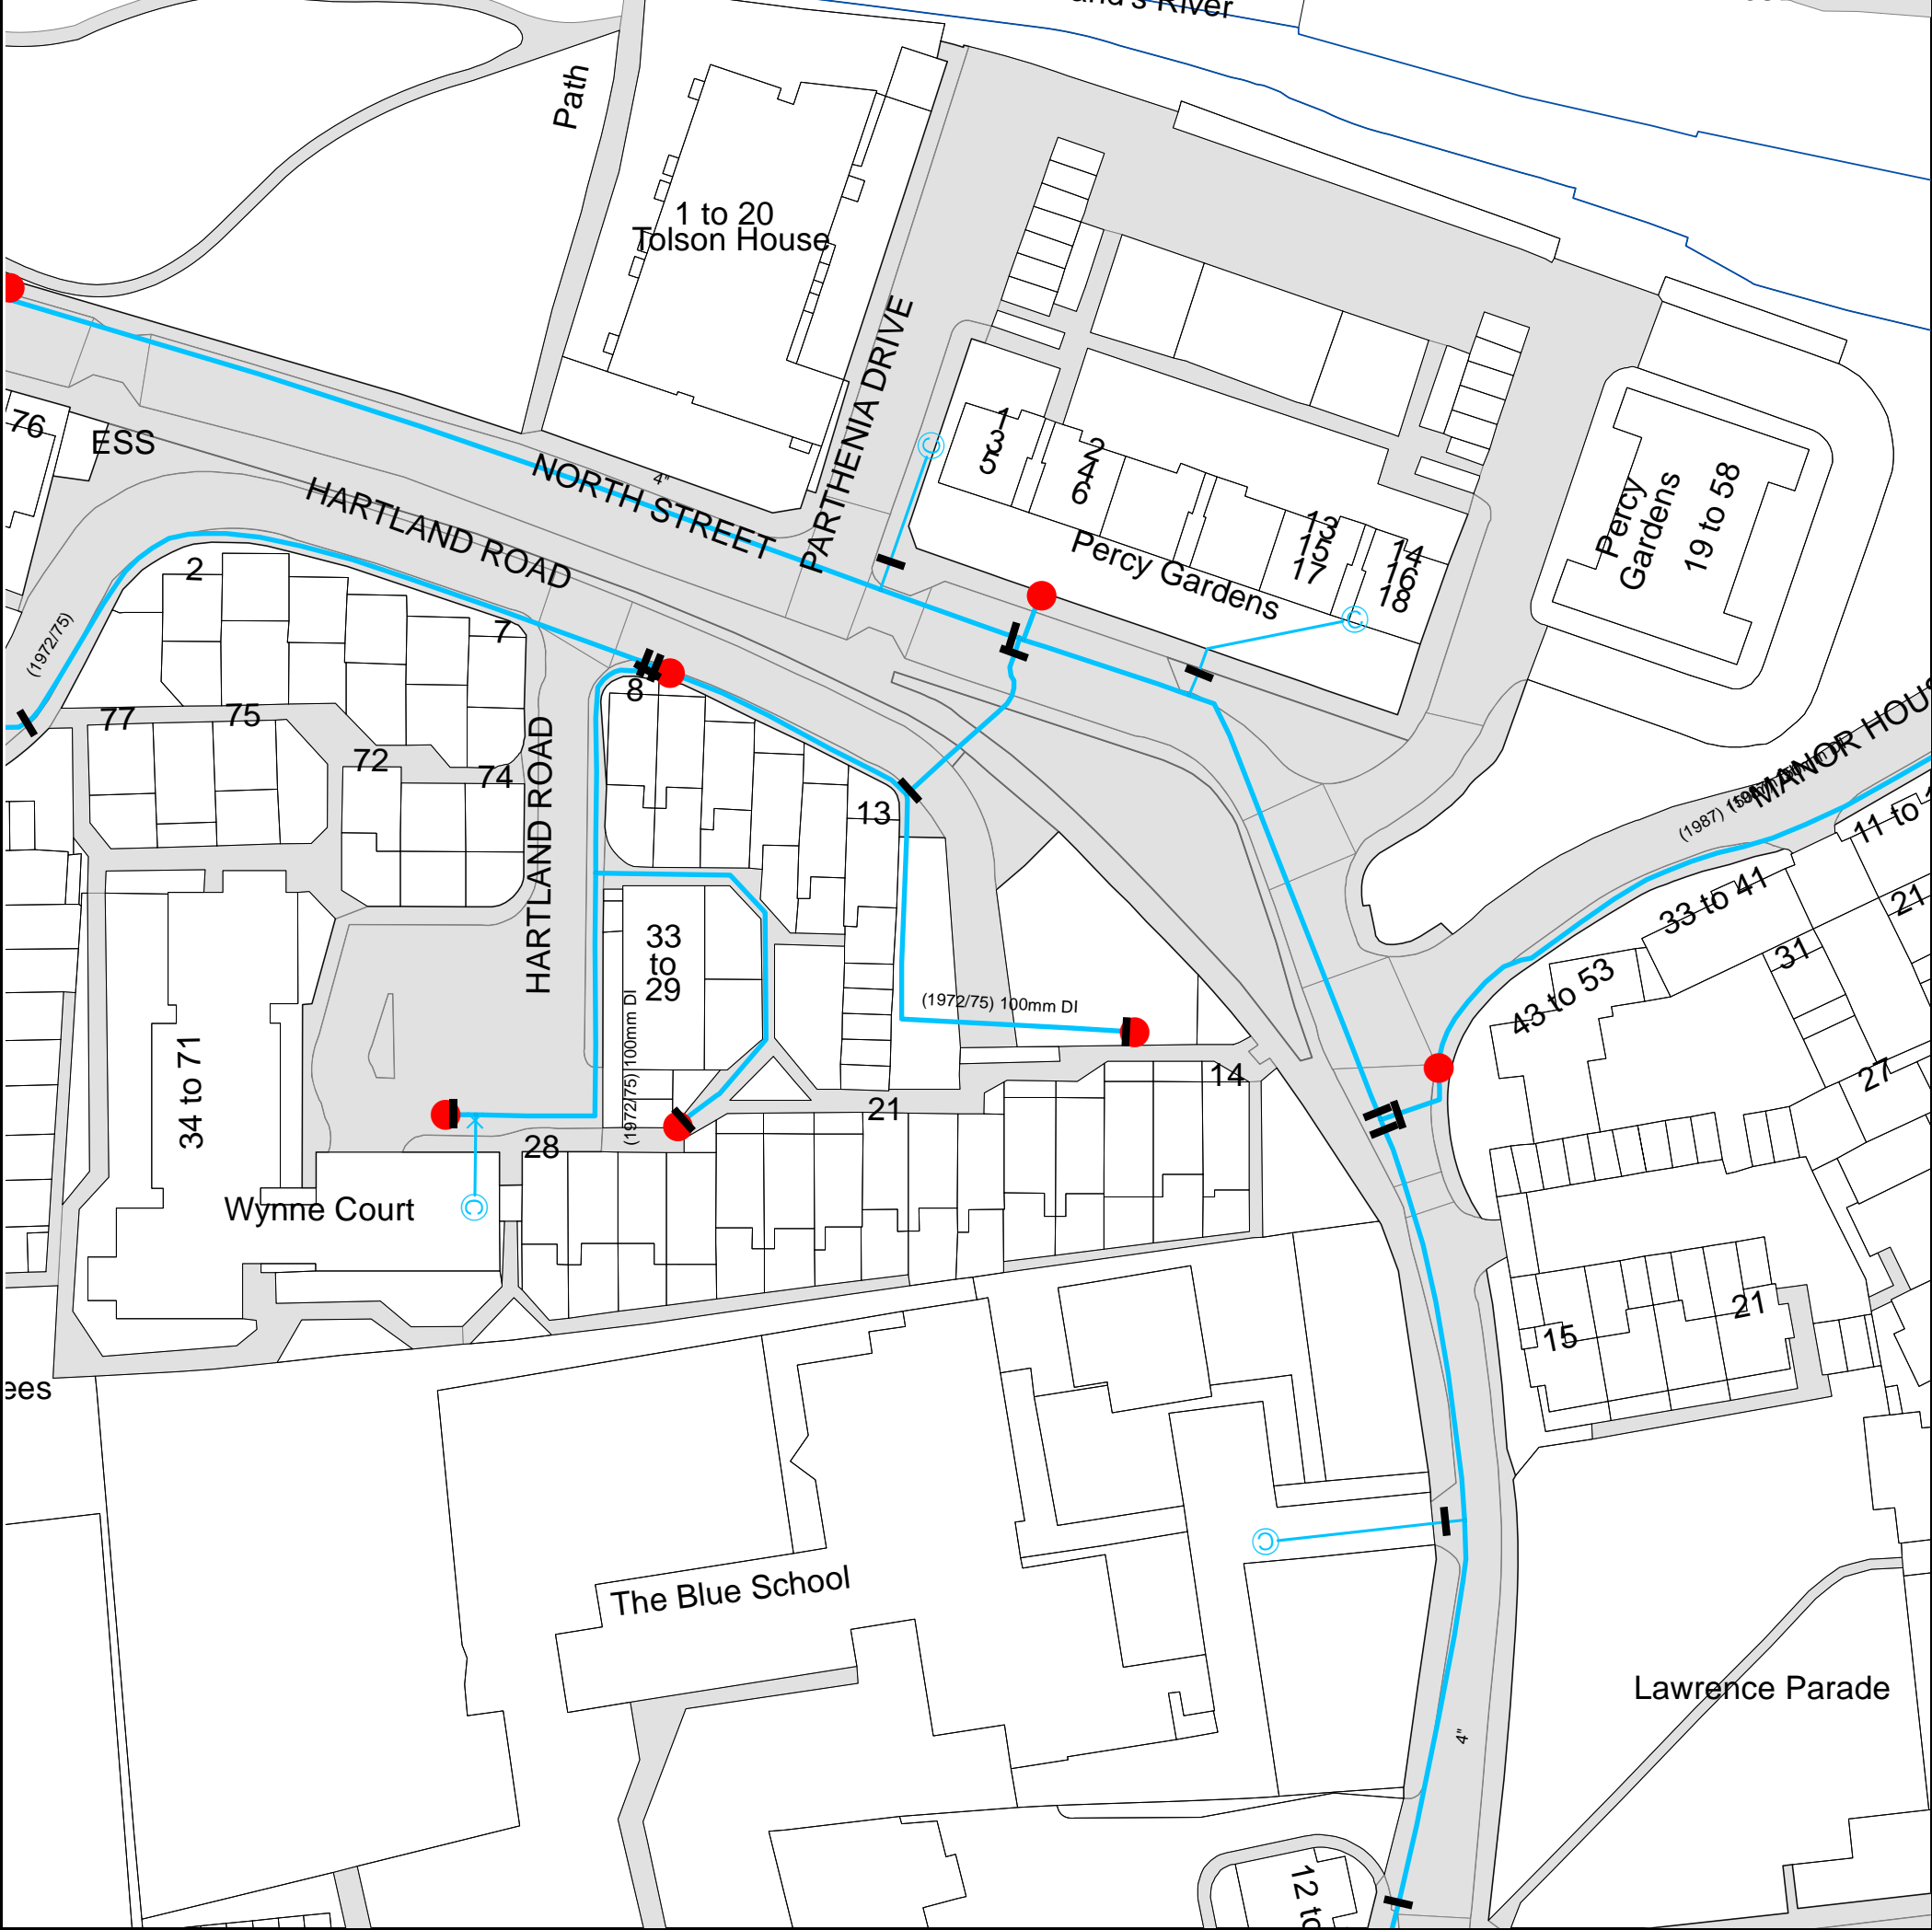 and's River
Path
1 to 20
Tolson House
PARTHENIA DRIVE
76
ESS
4"
NORTH STREET
HARTLAND ROAD
1
3
5
2
4
6
13
15
17
14
16
18
Percy Gardens
Percy
Gardens
19 to 58
C
C
2
7
8
(1972/75)
77
75
72
74
HARTLAND ROAD
13
MANOR HOUS
(1987)
11 to 1
33 to 41
21
31
43 to 53
27
33
to
29
(1972/75) 100mm DI
(1972/75) 100mm DI
34 to 71
14
21
28
Wynne Court
C
15
21
ees
C
The Blue School
Lawrence Parade
4"
12 to